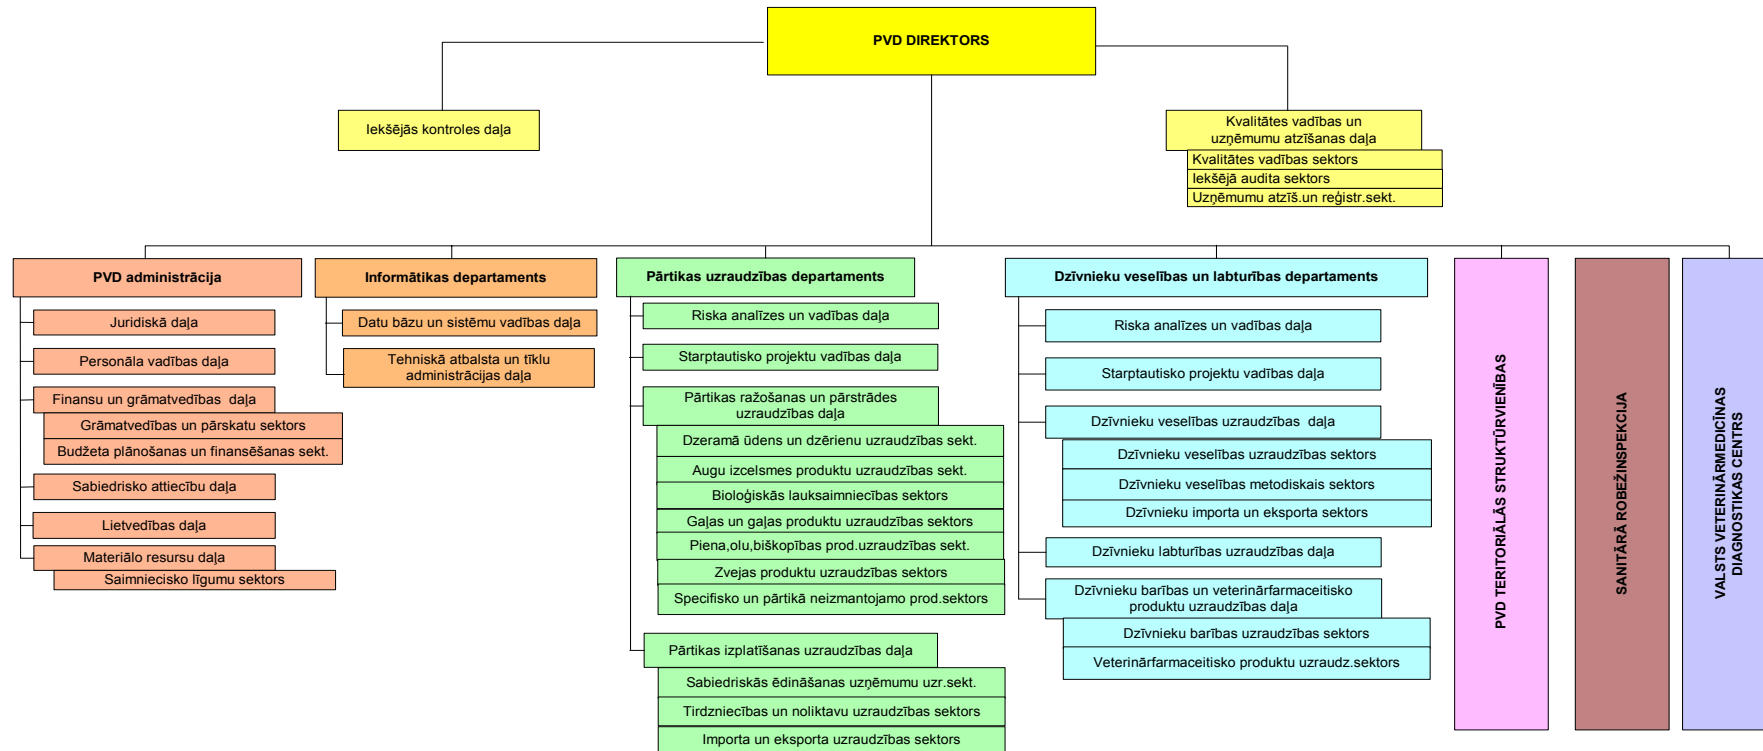 PVD DIREKTORS
Iekšējās kontroles daļa
Kvalitātes vadības un
uzņēmumu atzīšanas daļa
Kvalitātes vadības sektors
Iekšējā audita sektors
Uzņēmumu atzīš.un reģistr.sekt.
PVD administrācija
Juridiskā daļa
Personāla vadības daļa
Finansu un grāmatvedības daļa
Grāmatvedības un pārskatu sektors
Budžeta plānošanas un finansēšanas sekt.
Sabiedrisko attiecību daļa
Lietvedības daļa
Materiālo resursu daļa
Saimniecisko līgumu sektors
Informātikas departaments
Datu bāzu un sistēmu vadības daļa
Tehniskā atbalsta un tīklu
administrācijas daļa
Pārtikas uzraudzības departaments
Riska analīzes un vadības daļa
Starptautisko projektu vadības daļa
Pārtikas ražošanas un pārstrādes
uzraudzības daļa
Dzeramā ūdens un dzērienu uzraudzības sekt.
Augu izcelsmes produktu uzraudzības sekt.
Bioloģiskās lauksaimniecības sektors
Gaļas un gaļas produktu uzraudzības sektors
Piena,olu,biškopības prod.uzraudzības sekt.
Zvejas produktu uzraudzības sektors
Specifisko un pārtikā neizmantojamo prod.sektors
Pārtikas izplatīšanas uzraudzības daļa
Sabiedriskās ēdināšanas uzņēmumu uzr.sekt.
Tirdzniecības un noliktavu uzraudzības sektors
Importa un eksporta uzraudzības sektors
Dzīvnieku veselības un labturības departaments
Riska analīzes un vadības daļa
Starptautisko projektu vadības daļa
Dzīvnieku veselības uzraudzības daļa
Dzīvnieku veselības uzraudzības sektors
Dzīvnieku veselības metodiskais sektors
Dzīvnieku importa un eksporta sektors
Dzīvnieku labturības uzraudzības daļa
Dzīvnieku barības un veterinārfarmaceitisko
produktu uzraudzības daļa
Dzīvnieku barības uzraudzības sektors
Veterinārfarmaceitisko produktu uzraudz.sektors
PVD TERITORIĀLĀS STRUKTŪRVIENĪBAS
SANITĀRĀ ROBEŽINSPEKCIJA
VALSTS VETERINĀRMEDICĪNAS
DIAGNOSTIKAS CENTRS